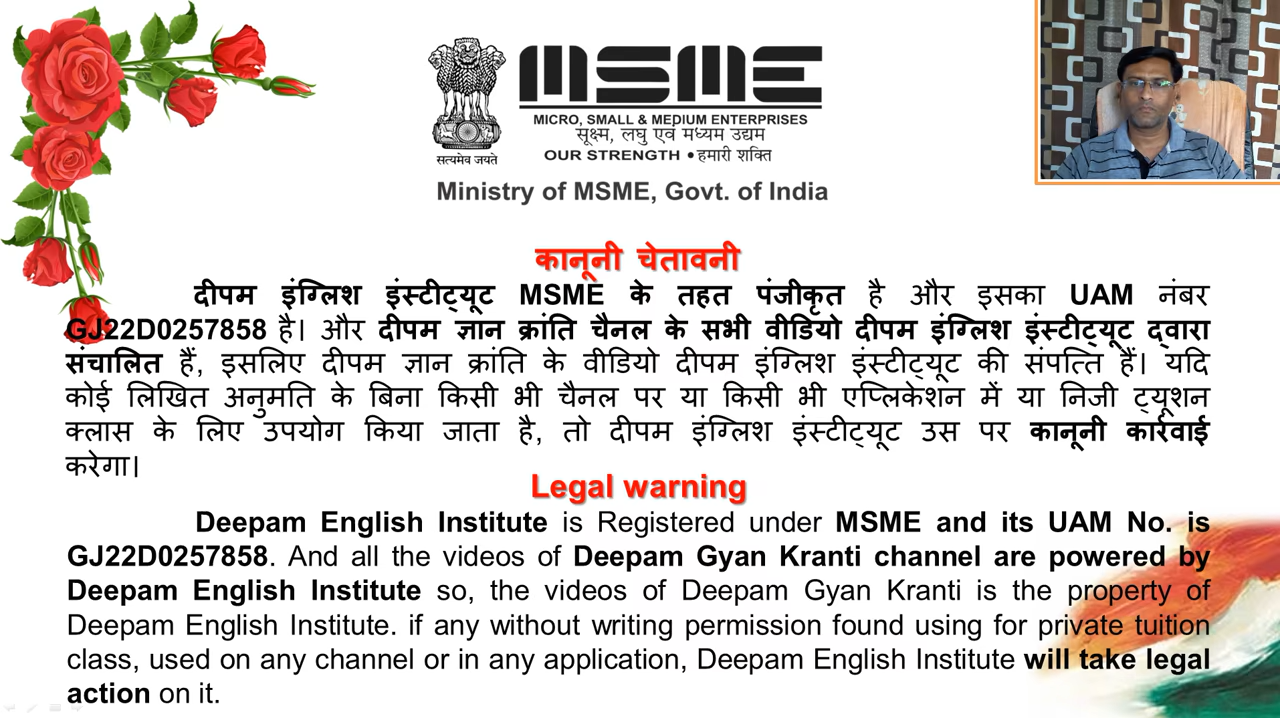 MSME
MICRO, SMALL & MEDIUM ENTERPRISES
सूक्ष्म, लघु एवं मध्यम उद्यम
OUR STRENGTH • हमारी शक्ति
सत्यमेव जयते
Ministry of MSME, Govt. of India
कानूनी चेतावनी
दीपम इंग्लिश इंस्टीट्यूट MSME के तहत पंजीकृत है और इसका UAM नंबर
GJ22D0257858 है। और दीपम ज्ञान क्रांति चैनल के सभी वीडियो दीपम इंग्लिश इंस्टीट्यूट द्वारा
संचालित हैं, इसलिए दीपम ज्ञान क्रांति के वीडियो दीपम इंग्लिश इंस्टीट्यूट की संपत्ति हैं। यदि
कोई लिखित अनुमति के बिना किसी भी चैनल पर या किसी भी एप्लिकेशन में या निजी ट्यूशन
क्लास के लिए उपयोग किया जाता है, तो दीपम इंग्लिश इंस्टीट्यूट उस पर कानूनी कार्रवाई
करेगा।
Legal warning
Deepam English Institute is Registered under MSME and its UAM No. is
GJ22D0257858. And all the videos of Deepam Gyan Kranti channel are powered by
Deepam English Institute so, the videos of Deepam Gyan Kranti is the property of
Deepam English Institute. if any without writing permission found using for private tuition
class, used on any channel or in any application, Deepam English Institute will take legal
action on it.